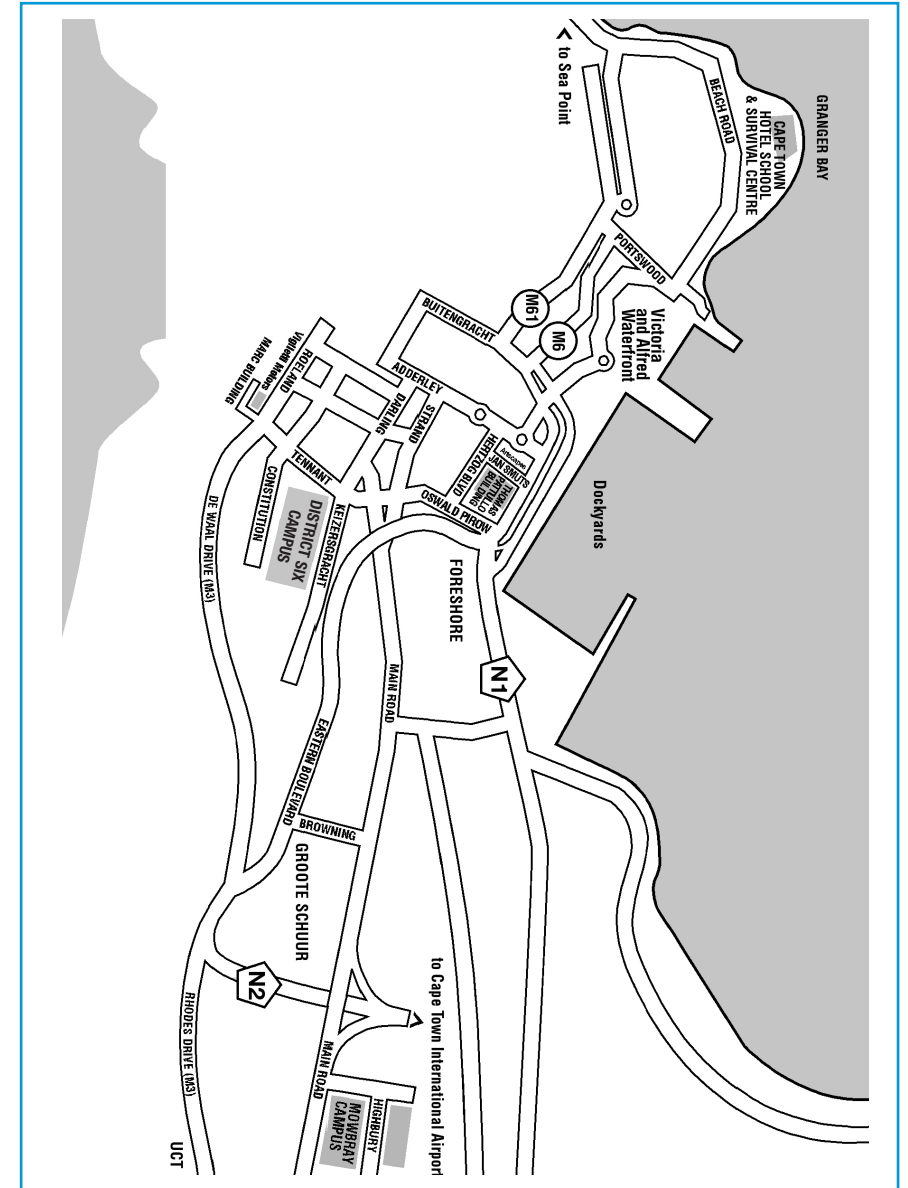 GRANGER BAY
CAPE TOWN
HOTEL SCHOOL
& SURVIVAL CENTRE
BEACH ROAD
to Sea Point
PORTSWOOD
Victoria
and Alfred
Waterfront
M61
M6
BUITENGRACHT
ADDERLEY
DARLING
STRAND
Artscape
JAN SMUTS
HERTZOG BLVD
THOMAS
PATTULLO
BUILDING
OSWALD PIROW
Dockyards
ROELAND
Viglietti Motors
MARC BUILDING
TENNANT
CONSTITUTION
KEIZERSGRACHT
DISTRICT SIX
CAMPUS
DE WAAL DRIVE (M3)
FORESHORE
N1
MAIN ROAD
EASTERN BOULEVARD
BROWNING
GROOTE SCHUUR
N2
to Cape Town International Airport
RHODES DRIVE (M3)
MAIN ROAD
HIGHBURY
MOWBRAY
CAMPUS
UCT